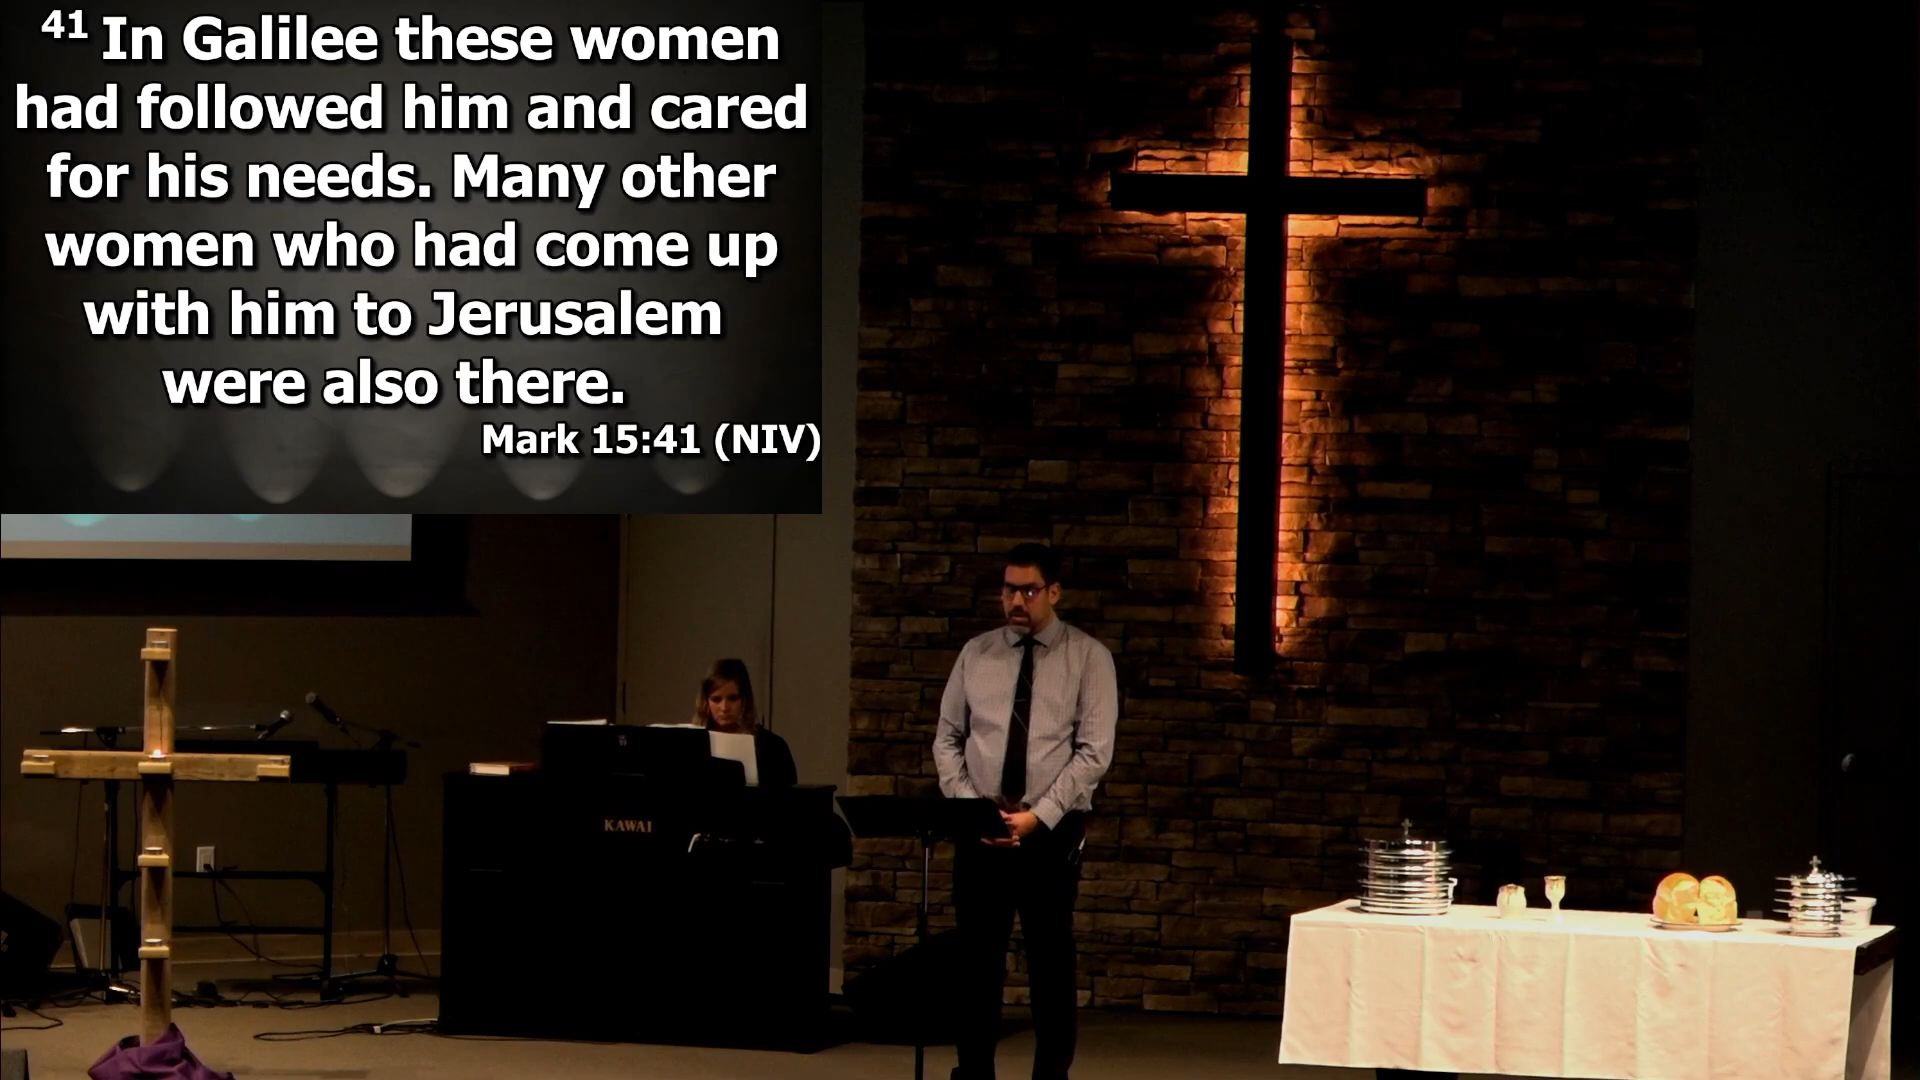 41 In Galilee these women
had followed him and cared
for his needs. Many other
women who had come up
with him to Jerusalem
were also there.
Mark 15:41 (NIV)
KAWAI